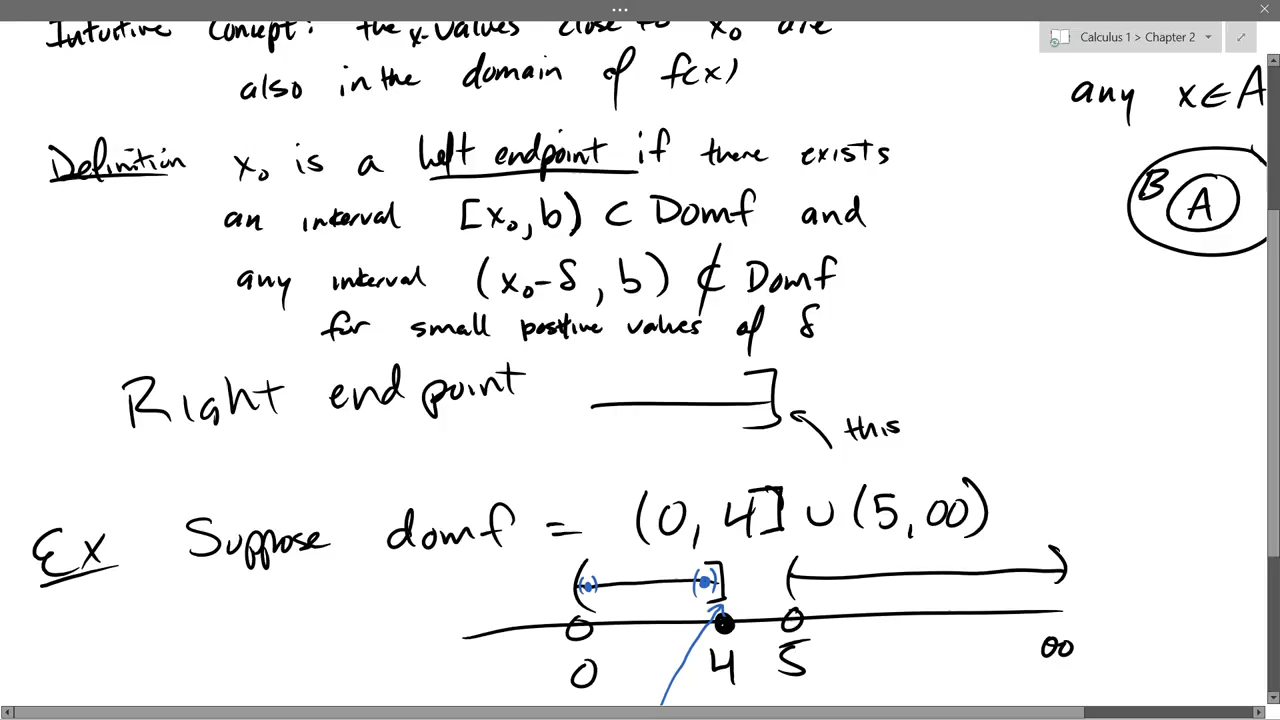 Intuitive Concept: the x-values close to x₀ are
also in the domain of f(x)
Calculus 1 > Chapter 2
any x ∈ A
Definition x₀ is a left endpoint if there exists
an interval [x₀, b) ⊂ Domf and
any interval (x₀-δ, b) ⊄ Domf
for small positive values of δ
B A
Right endpoint ]
this
Ex Suppose domf = (0, 4] ∪ (5, ∞)
0 4 5 ∞